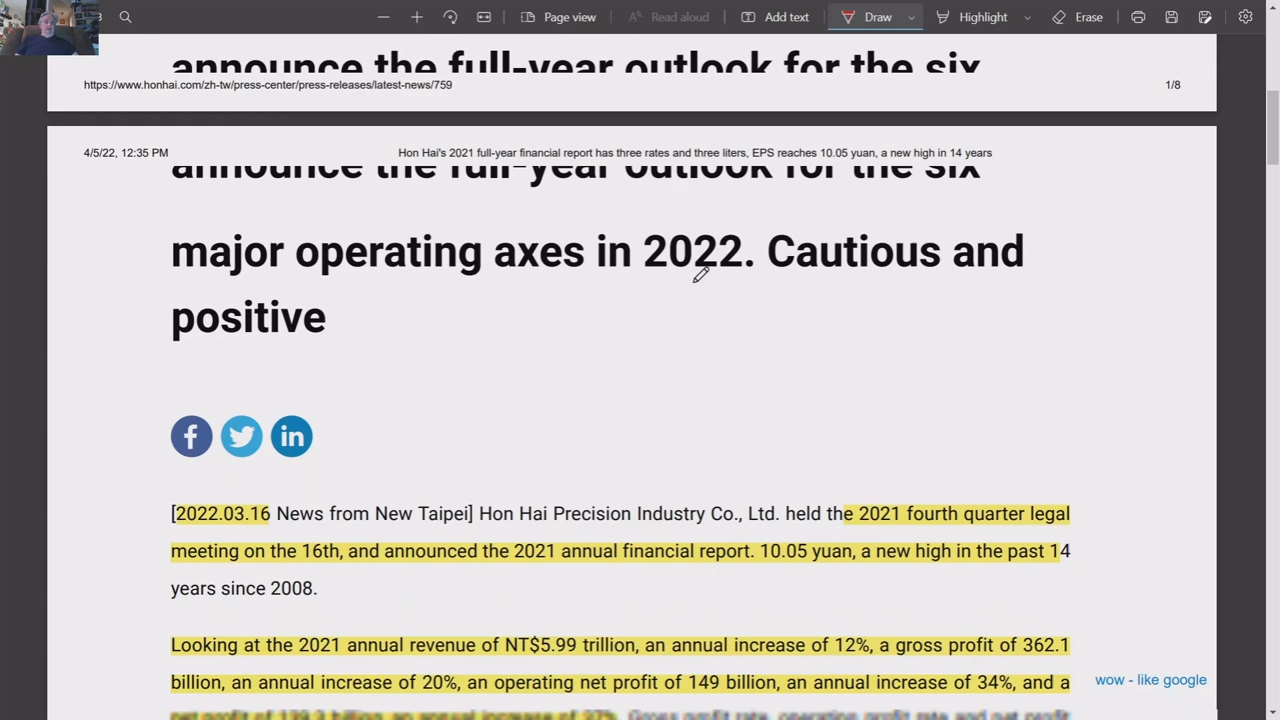 3
Page view
Read aloud
Add text
Draw
Highlight
Erase
announce the full-year outlook for the six
https://www.honhai.com/zh-tw/press-center/press-releases/latest-news/759
1/8
4/5/22, 12:35 PM
Hon Hai's 2021 full-year financial report has three rates and three liters, EPS reaches 10.05 yuan, a new high in 14 years
announce the full-year outlook for the six
major operating axes in 2022. Cautious and
positive
[2022.03.16 News from New Taipei] Hon Hai Precision Industry Co., Ltd. held the 2021 fourth quarter legal
meeting on the 16th, and announced the 2021 annual financial report. 10.05 yuan, a new high in the past 14
years since 2008.
Looking at the 2021 annual revenue of NT$5.99 trillion, an annual increase of 12%, a gross profit of 362.1
billion, an annual increase of 20%, an operating net profit of 149 billion, an annual increase of 34%, and a
wow - like google